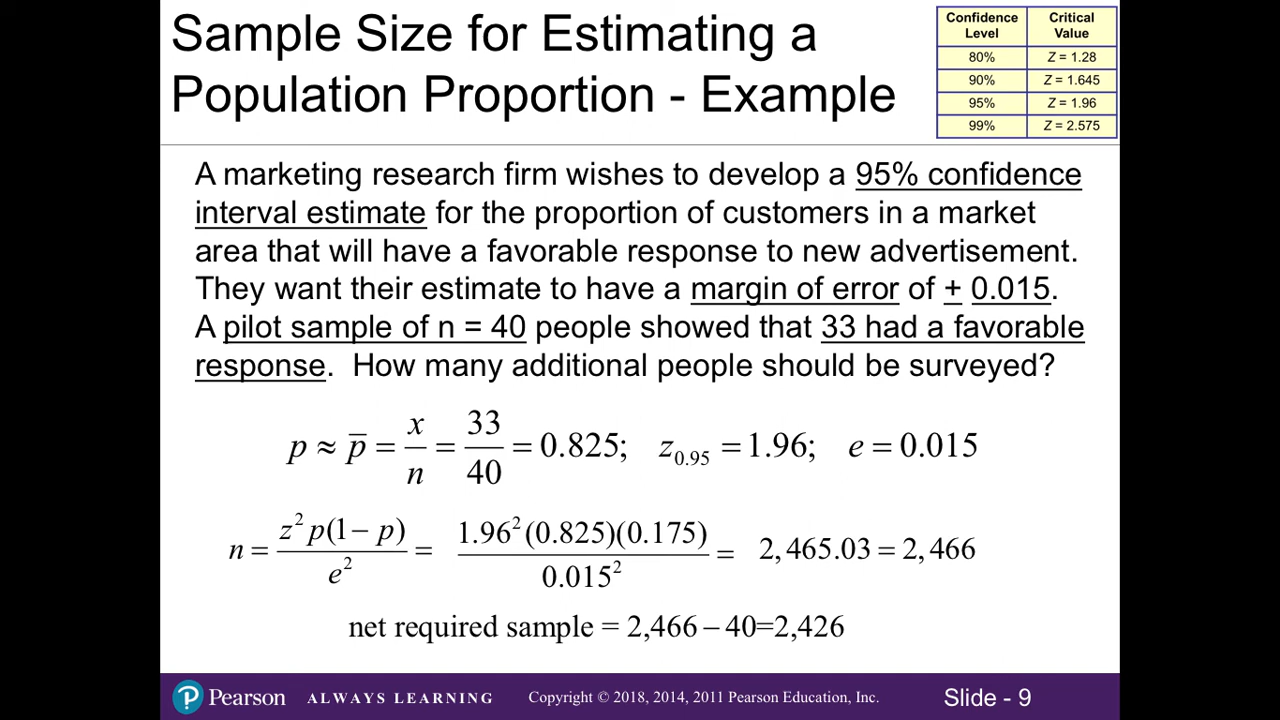 Sample Size for Estimating a
Population Proportion - Example
Confidence Level Critical Value
80% Z = 1.28
90% Z = 1.645
95% Z = 1.96
99% Z = 2.575
A marketing research firm wishes to develop a 95% confidence
interval estimate for the proportion of customers in a market
area that will have a favorable response to new advertisement.
They want their estimate to have a margin of error of + 0.015.
A pilot sample of n = 40 people showed that 33 had a favorable
response. How many additional people should be surveyed?
p ≈ p̅ = x/n = 33/40 = 0.825; z₀.₉₅ = 1.96; e = 0.015
n = z² p(1 − p)/e² = 1.96² (0.825)(0.175)/0.015² = 2,465.03 = 2,466
net required sample = 2,466 − 40=2,426
P Pearson ALWAYS LEARNING Copyright © 2018, 2014, 2011 Pearson Education, Inc. Slide - 9